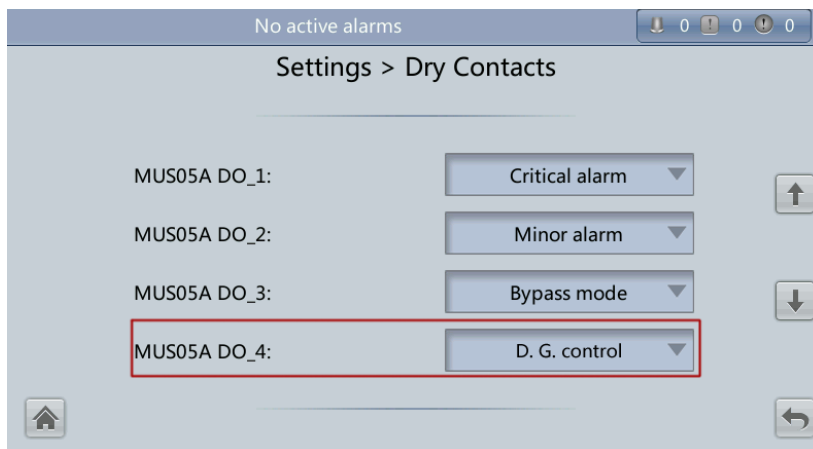 No active alarms 0 0 0
Settings > Dry Contacts
MUS05A DO_1: Critical alarm
MUS05A DO_2: Minor alarm
MUS05A DO_3: Bypass mode
MUS05A DO_4: D. G. control